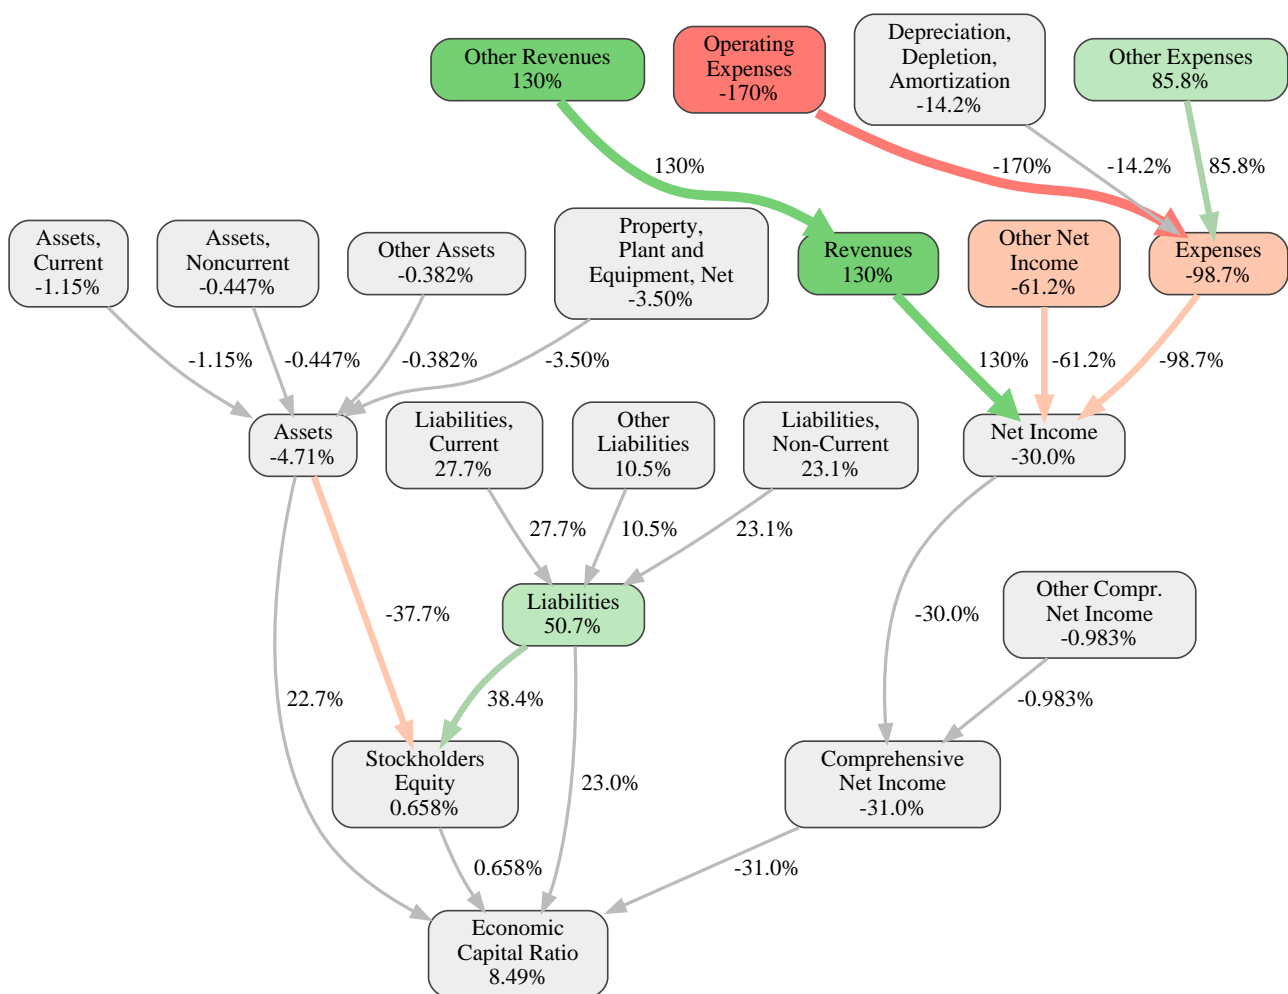 Other Revenues
130%
Operating
Expenses
-170%
Depreciation,
Depletion,
Amortization
-14.2%
Other Expenses
85.8%
130%
-170%
-14.2%
85.8%
Assets,
Current
-1.15%
Assets,
Noncurrent
-0.447%
Other Assets
-0.382%
Property,
Plant and
Equipment, Net
-3.50%
Revenues
130%
Other Net
Income
-61.2%
Expenses
-98.7%
-1.15%
-0.447%
-0.382%
-3.50%
130%
-61.2%
-98.7%
Assets
-4.71%
Liabilities,
Current
27.7%
Other
Liabilities
10.5%
Liabilities,
Non-Current
23.1%
Net Income
-30.0%
27.7%
10.5%
23.1%
Liabilities
50.7%
Other Compr.
Net Income
-0.983%
-37.7%
-30.0%
22.7%
38.4%
-0.983%
Stockholders
Equity
0.658%
23.0%
Comprehensive
Net Income
-31.0%
0.658%
-31.0%
Economic
Capital Ratio
8.49%